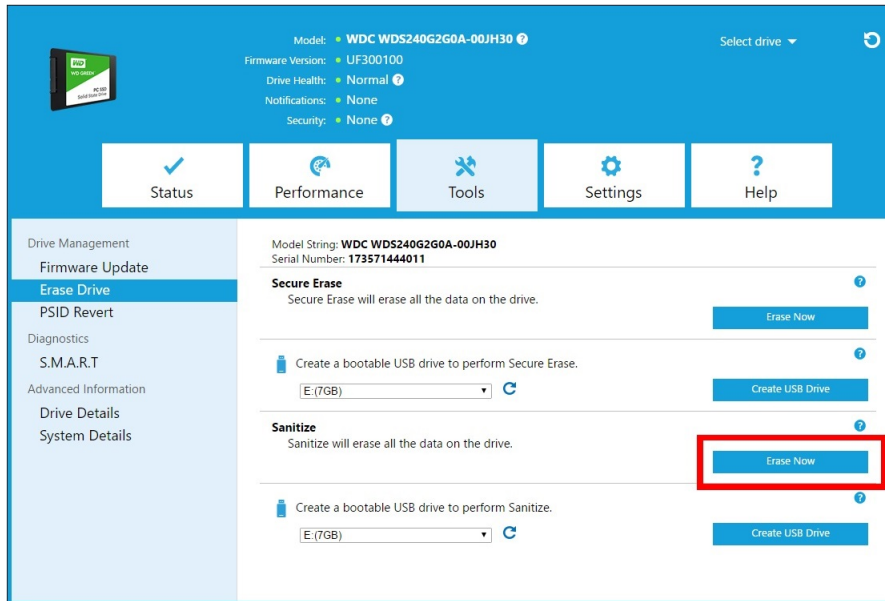 WD
WD GREEN
PC SSD
Solid State Drive
Model: WDC WDS240G2G0A-00JH30 ?
Firmware Version: UF300100
Drive Health: Normal ?
Notifications: None
Security: None ?
Select drive
Status
Performance
Tools
Settings
? Help
Drive Management
Firmware Update
Erase Drive
PSID Revert
Diagnostics
S.M.A.R.T
Advanced Information
Drive Details
System Details
Model String: WDC WDS240G2G0A-00JH30
Serial Number: 173571444011
Secure Erase ?
Secure Erase will erase all the data on the drive.
Erase Now
?
Create a bootable USB drive to perform Secure Erase.
E:(7GB)
Create USB Drive
Sanitize ?
Sanitize will erase all the data on the drive.
Erase Now
?
Create a bootable USB drive to perform Sanitize.
E:(7GB)
Create USB Drive